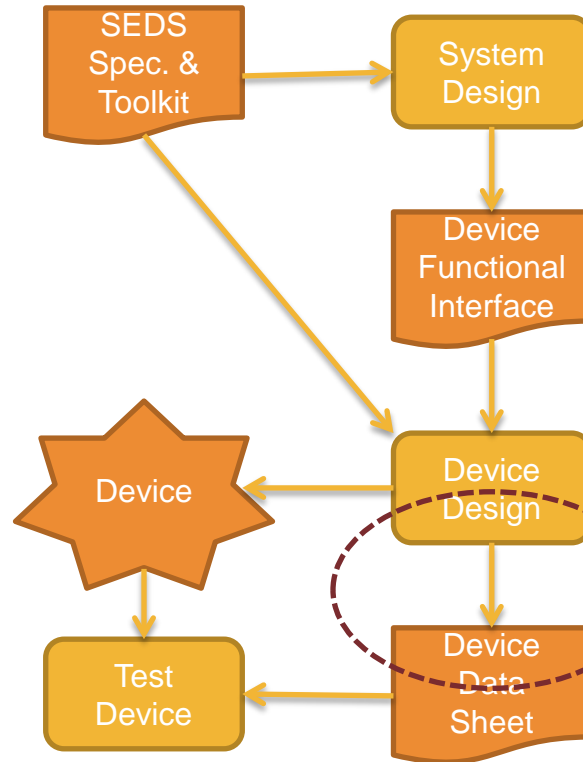 SEDS
Spec. &
Toolkit
System
Design
Device
Functional
Interface
Device
Design
Device
Device
Data
Sheet
Test
Device